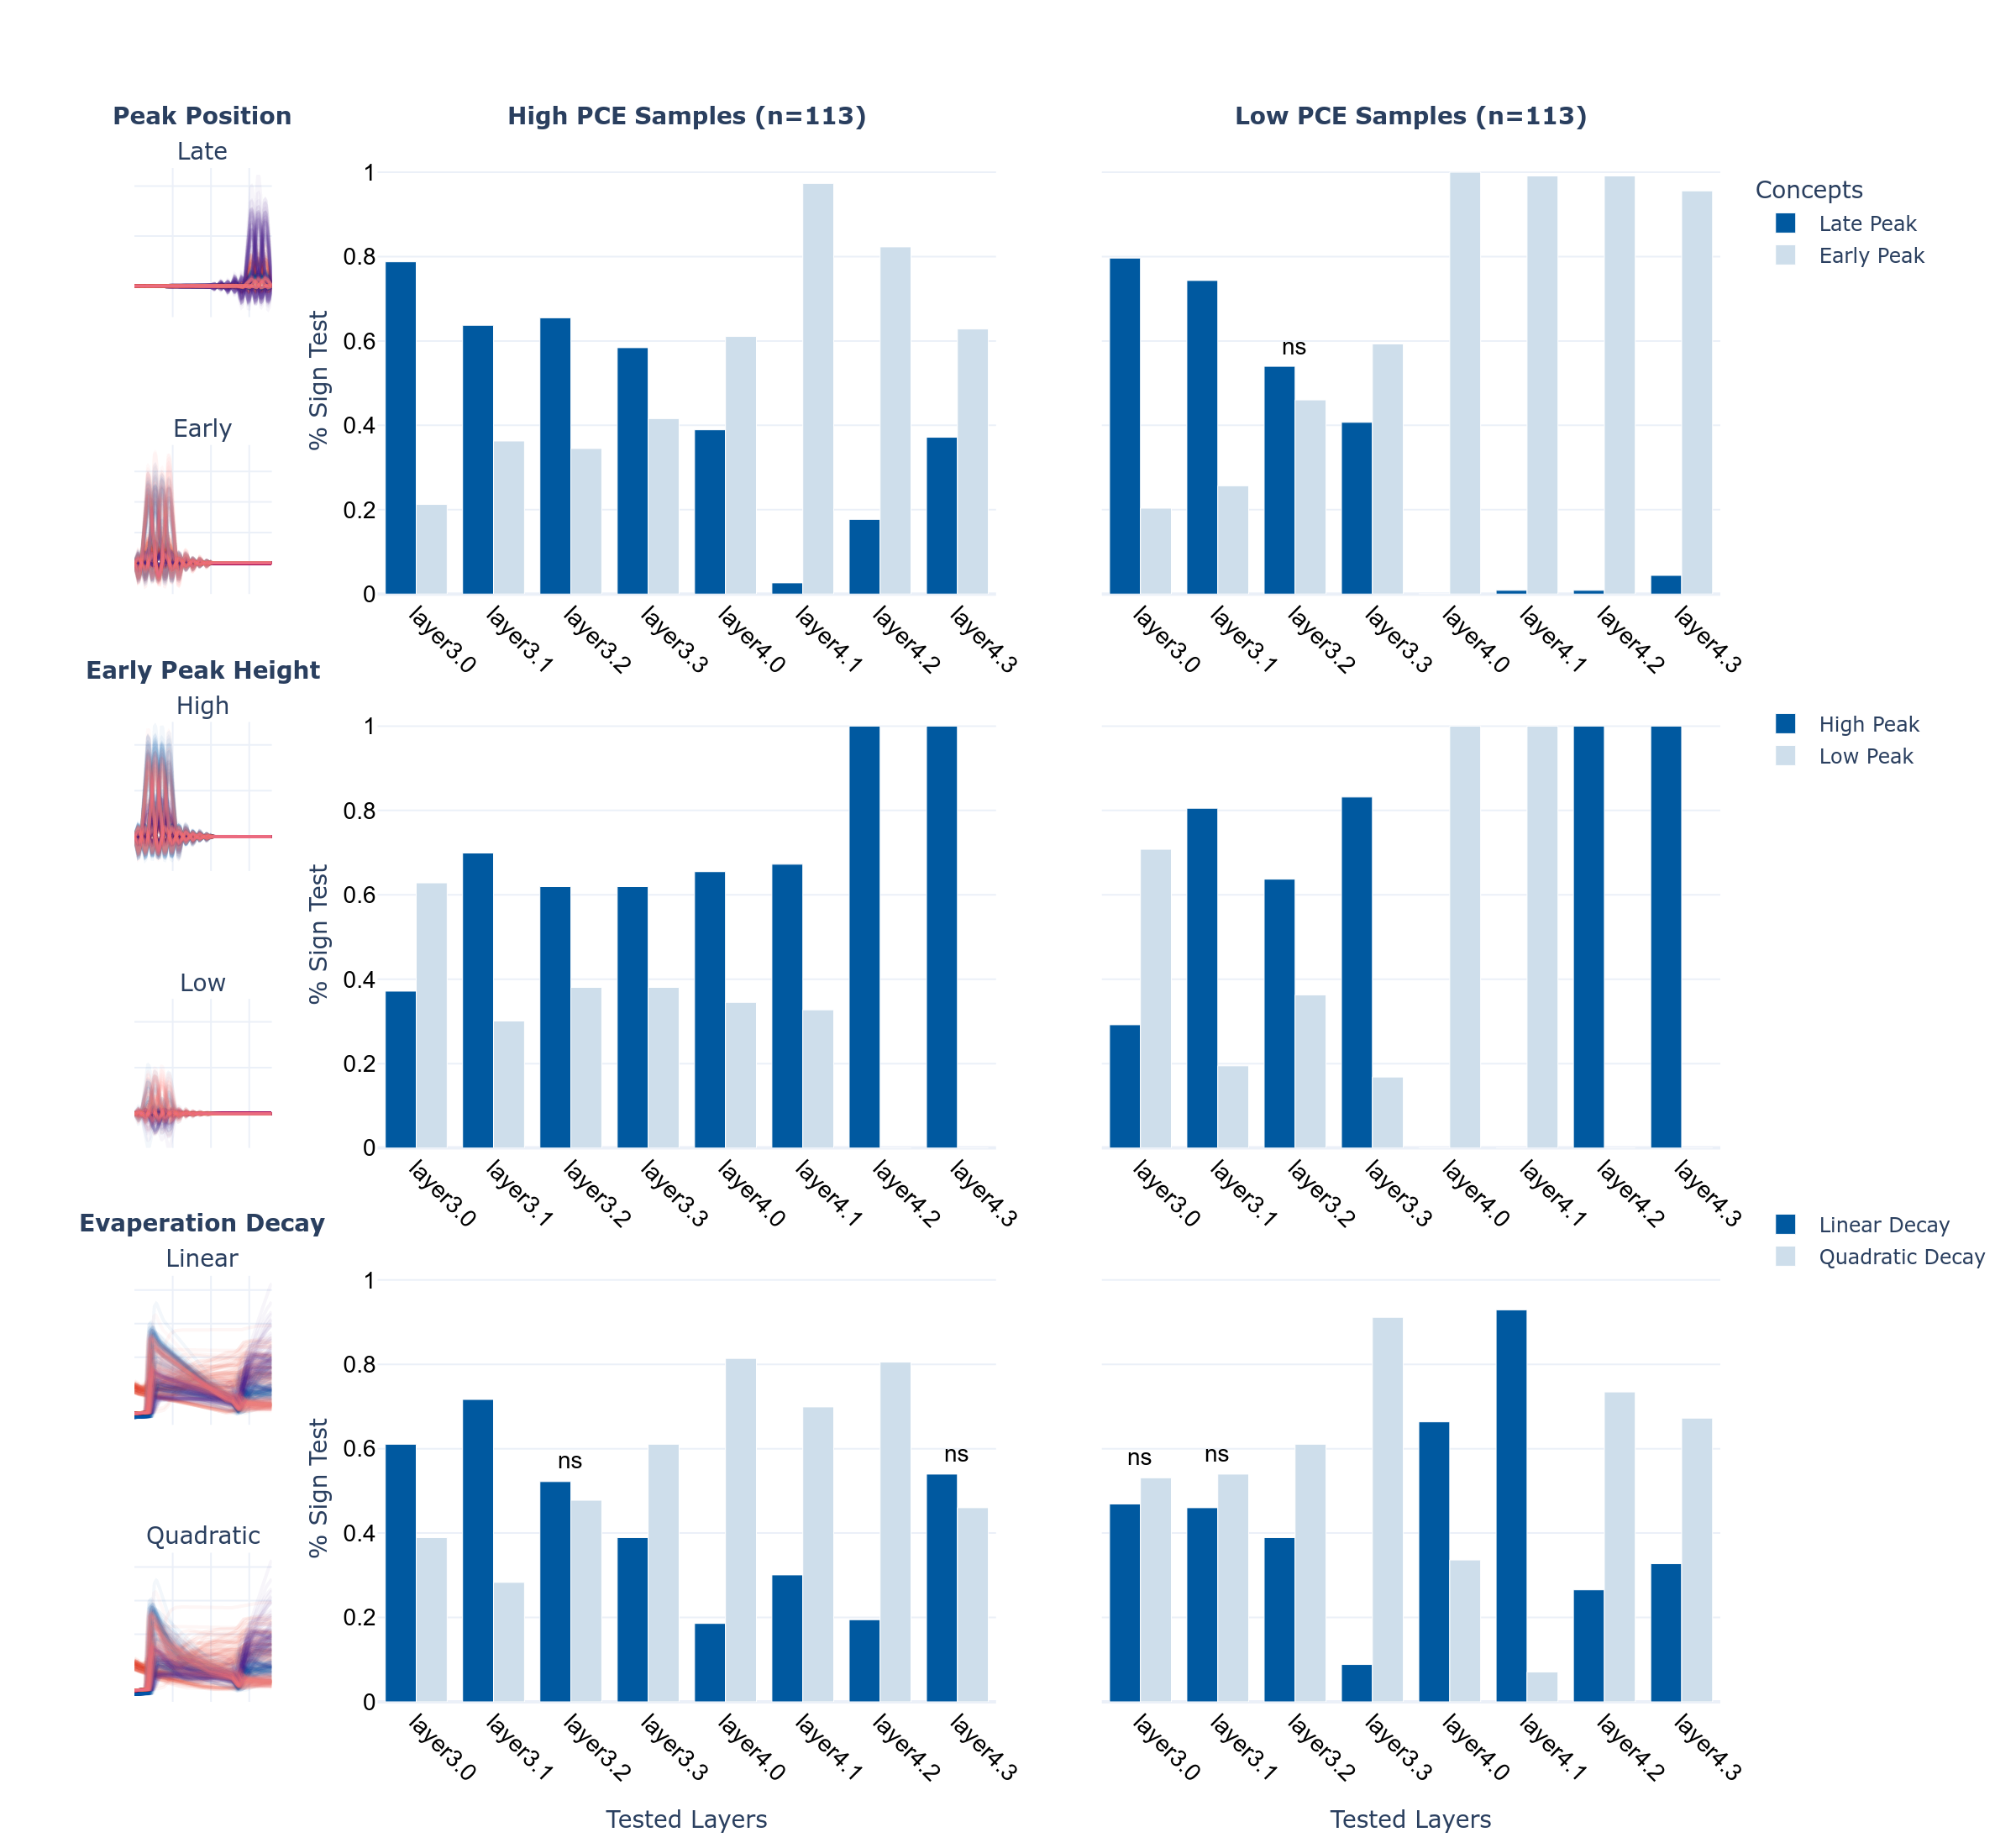 Peak Position
High PCE Samples (n=113)
Low PCE Samples (n=113)
Late
Early
% Sign Test
1
0.8
0.6
0.4
0.2
0
layer3.0
layer3.1
layer3.2
layer3.3
layer4.0
layer4.1
layer4.2
layer4.3
ns
layer3.0
layer3.1
layer3.2
layer3.3
layer4.0
layer4.1
layer4.2
layer4.3
Concepts
Late Peak
Early Peak
Early Peak Height
High
Low
% Sign Test
1
0.8
0.6
0.4
0.2
0
layer3.0
layer3.1
layer3.2
layer3.3
layer4.0
layer4.1
layer4.2
layer4.3
layer3.0
layer3.1
layer3.2
layer3.3
layer4.0
layer4.1
layer4.2
layer4.3
High Peak
Low Peak
Evaperation Decay
Linear
Quadratic
% Sign Test
1
0.8
0.6
0.4
0.2
0
ns
ns
layer3.0
layer3.1
layer3.2
layer3.3
layer4.0
layer4.1
layer4.2
layer4.3
Tested Layers
ns
ns
layer3.0
layer3.1
layer3.2
layer3.3
layer4.0
layer4.1
layer4.2
layer4.3
Tested Layers
Linear Decay
Quadratic Decay